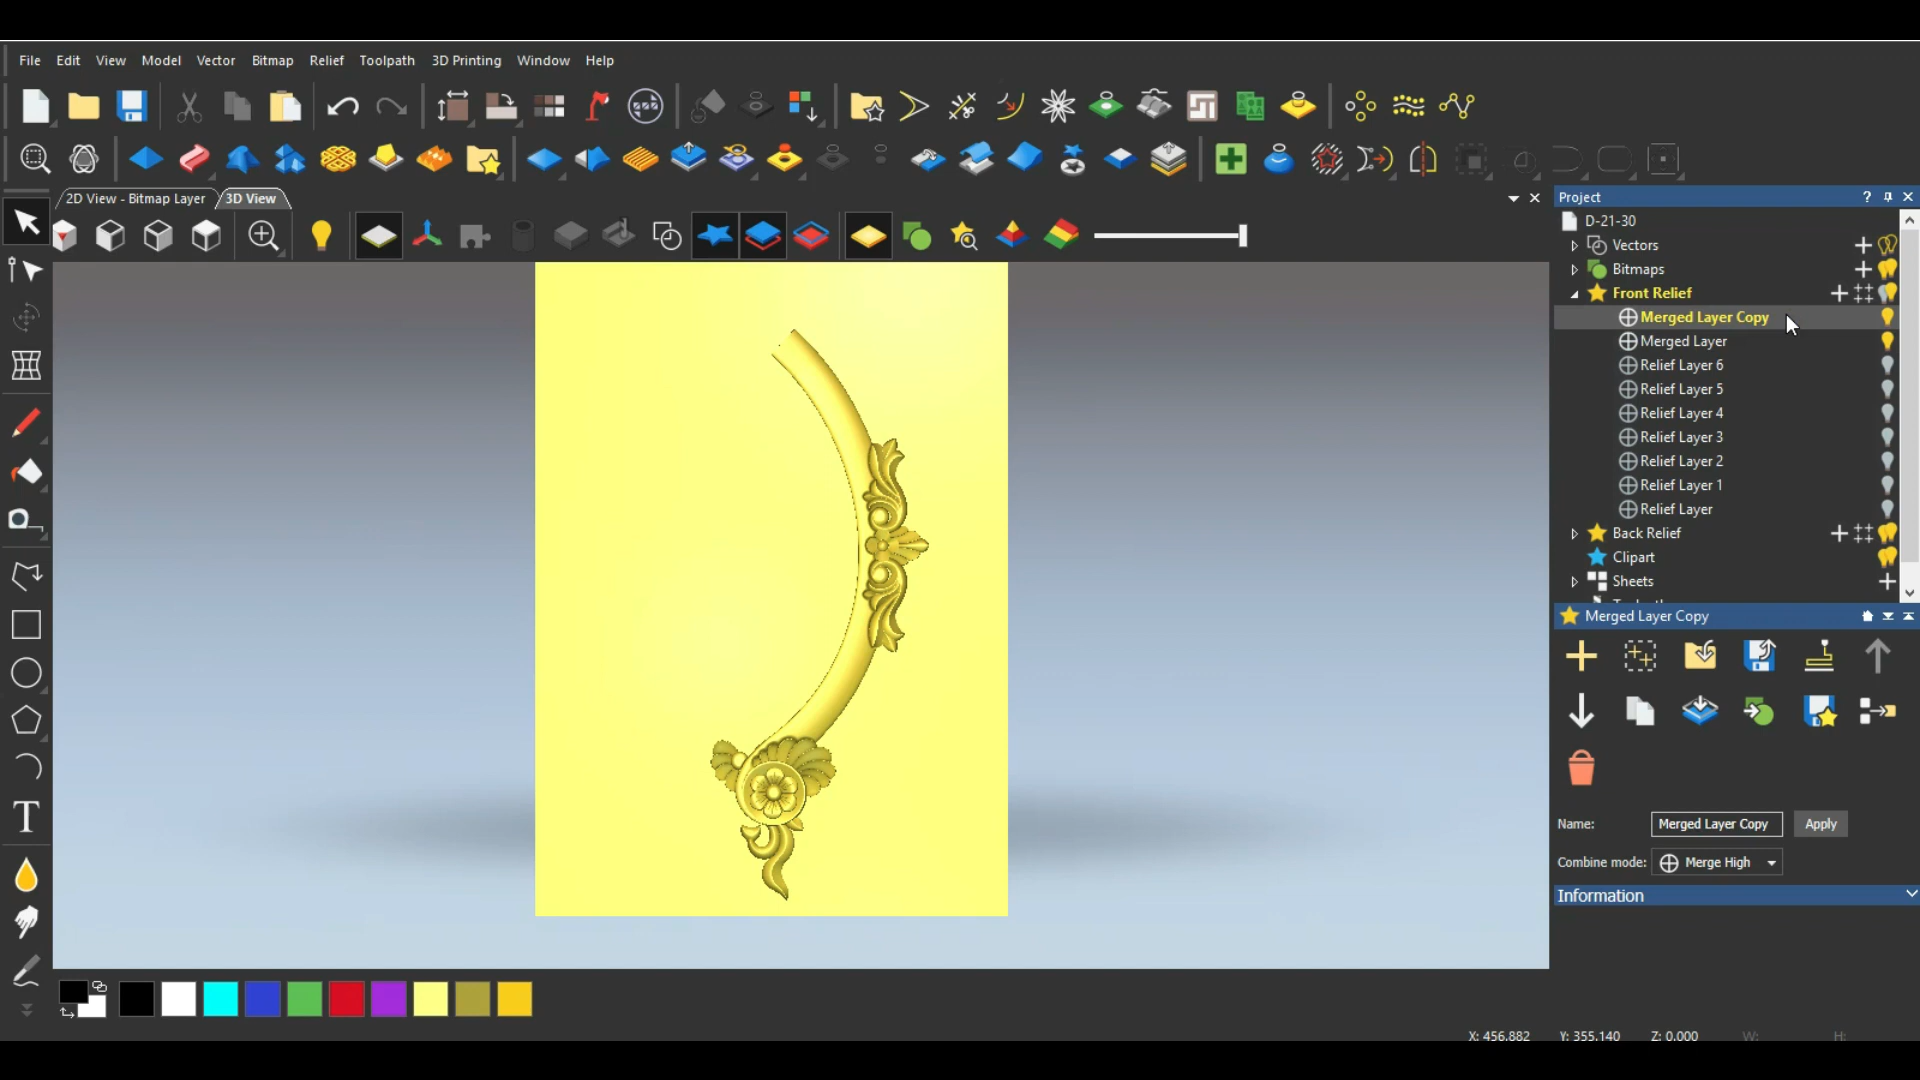 File Edit View Model Vector Bitmap Relief Toolpath 3D Printing Window Help
2D View - Bitmap Layer 3D View
Project
D-21-30
Vectors
Bitmaps
Front Relief
Merged Layer Copy
Merged Layer
Relief Layer 6
Relief Layer 5
Relief Layer 4
Relief Layer 3
Relief Layer 2
Relief Layer 1
Relief Layer
Back Relief
Clipart
Sheets
Merged Layer Copy
Name: Merged Layer Copy Apply
Combine mode: Merge High
Information
X: 456.882 Y: 355.140 Z: 0.000 W: H: